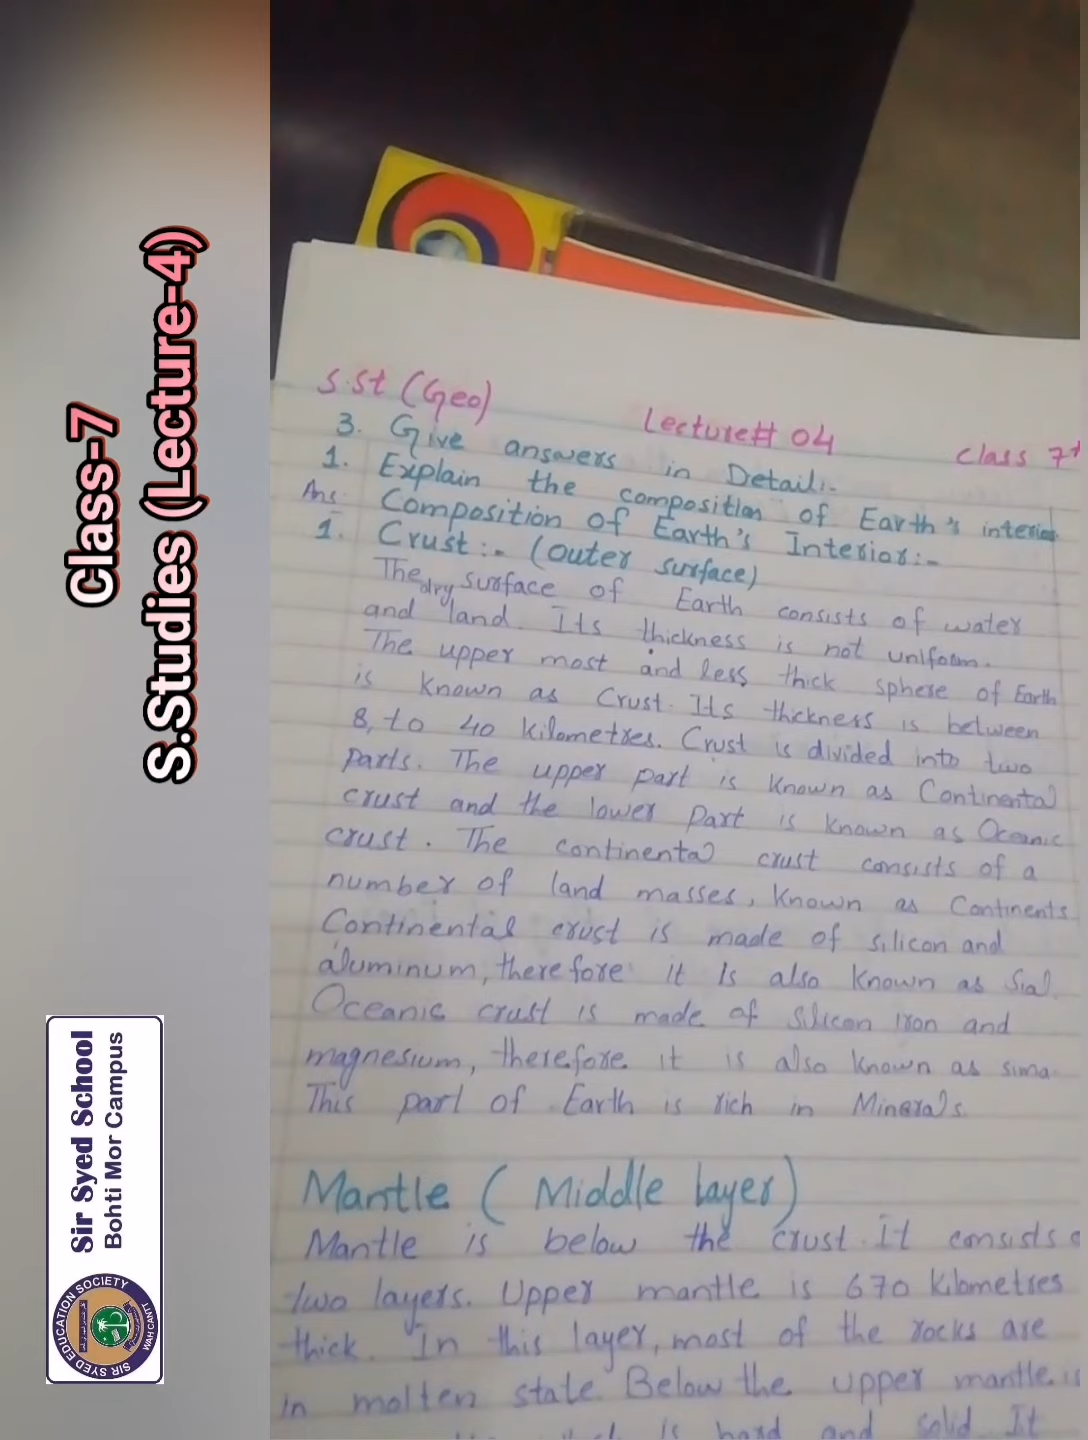 Class-7
S.Studies (Lecture-4)
Sir Syed School
Bohti Mor Campus
SIR SYED EDUCATION SOCIETY
WAH CANTT
S.St (Geo) Lecture# 04 Class 7t
3. Give answers in Detail:-
1. Explain the composition of Earth's interior
Ans: Composition of Earth's Interior:-
1. Crust:- (outer surface)
The dry surface of Earth consists of water
and land. Its thickness is not uniform.
The upper most and less thick sphere of Earth
is known as Crust. Its thickness is between
8, to 40 kilometres. Crust is divided into two
parts. The upper part is known as Continental
crust and the lower part is known as Oceanic
crust. The continental crust consists of a
number of land masses, known as Continents
Continental crust is made of silicon and
aluminum, therefore it is also known as Sial.
Oceanic crust is made of silicon iron and
magnesium, therefore it is also known as sima
This part of Earth is rich in Minerals.
Mantle (Middle layer)
Mantle is below the crust. It consists
two layers. Upper mantle is 670 kilometres
thick. In this layer, most of the rocks are
in molten state. Below the upper mantle is
is hard and solid It